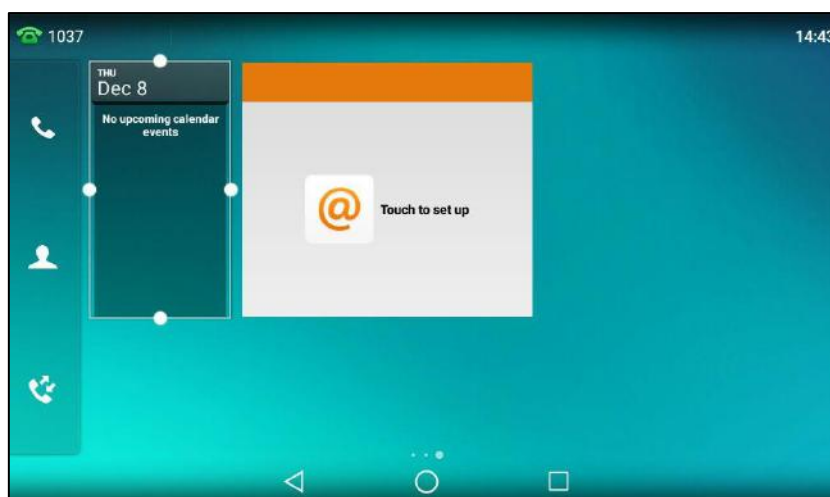 1037
14:43
THU
Dec 8
No upcoming calendar
events
@ Touch to set up